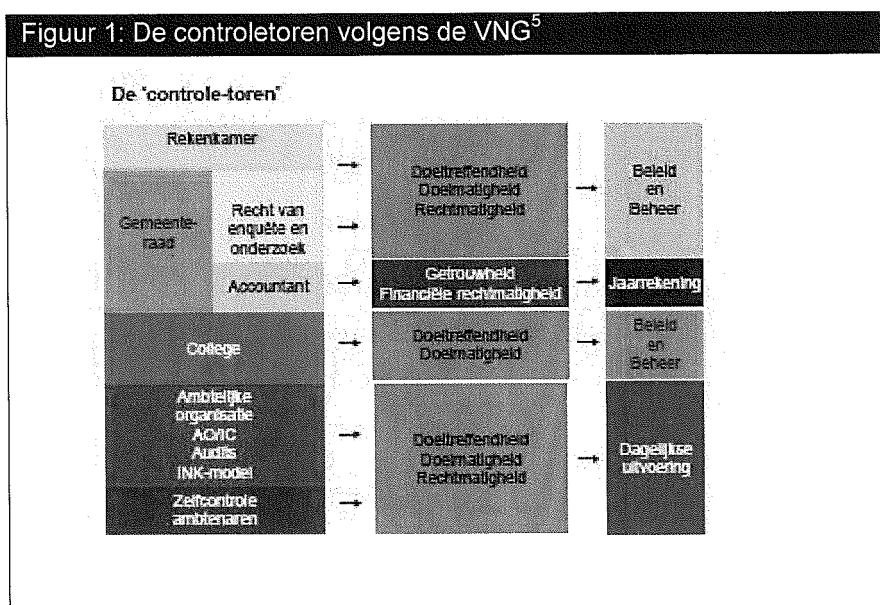 Figuur 1: De controletoren volgens de VNG5
De "controle-toren"
Rekenkamer
Gemeente-
raad
Recht van
enquête en
onderzoek
Accountant
College
Ambtelijke
organisatie
AO/IC
Audits
INK-model
Zelfcontrole
ambtenaren
Doeltreffendheid
Doelmatigheid
Rechtmatigheid
Getrouwheid
Financiële rechtmatigheid
Doeltreffendheid
Doelmatigheid
Doeltreffendheid
Doelmatigheid
Rechtmatigheid
Beleid
en
Beheer
Jaarrekening
Beleid
en
Beheer
Dagelijkse
uitvoering